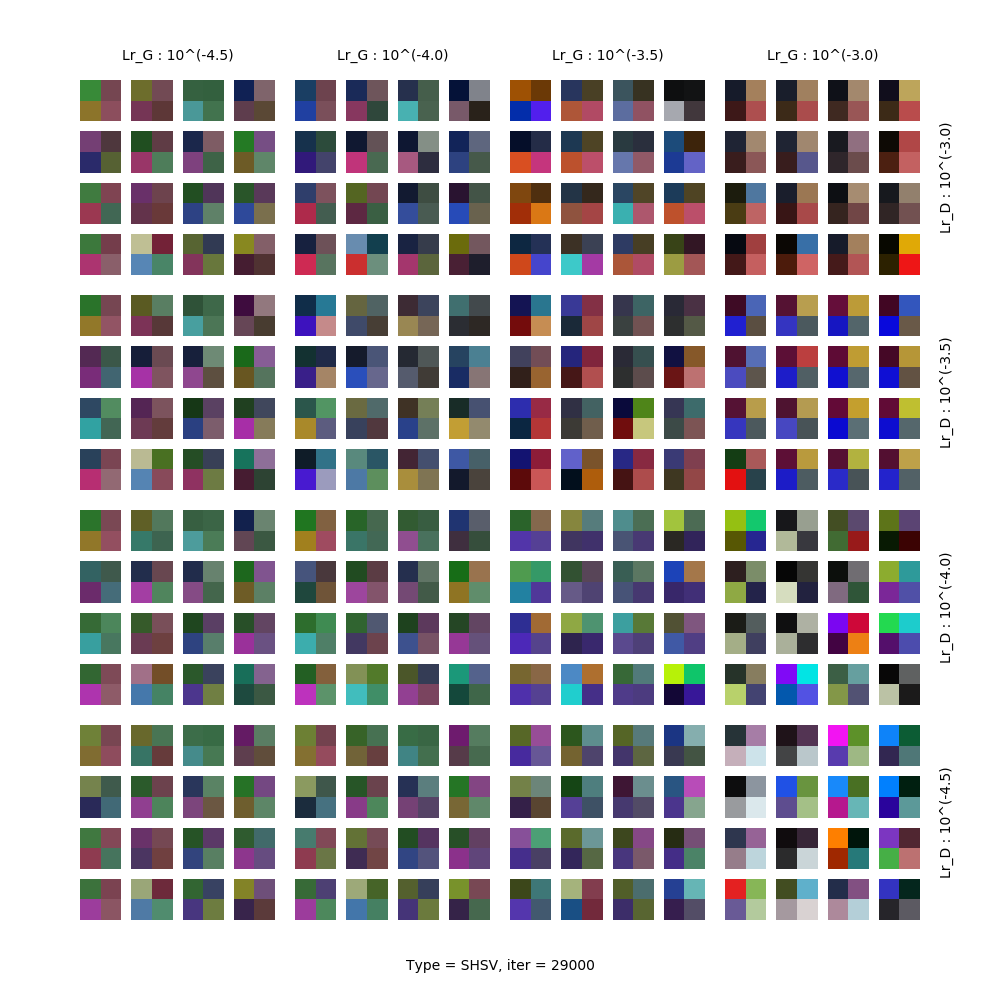 Lr_G : 10^(-4.5)
Lr_G : 10^(-4.0)
Lr_G : 10^(-3.5)
Lr_G : 10^(-3.0)
Lr_D : 10^(-3.0)
Lr_D : 10^(-3.5)
Lr_D : 10^(-4.0)
Lr_D : 10^(-4.5)
Type = SHSV, iter = 29000